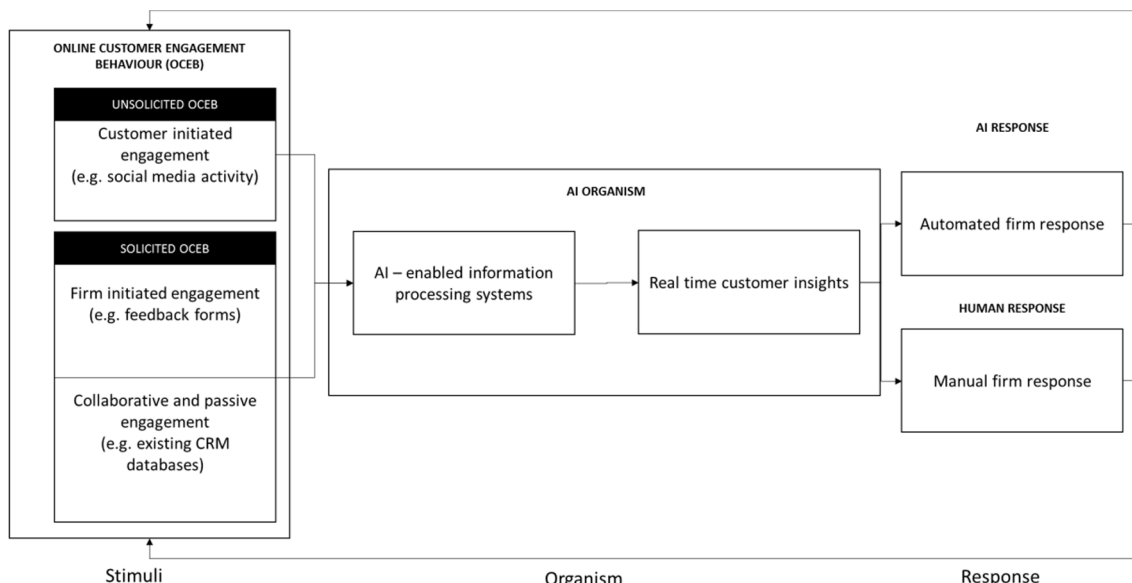 ONLINE CUSTOMER ENGAGEMENT
BEHAVIOUR (OCEB)
UNSOLICITED OCEB
Customer initiated
engagement
(e.g. social media activity)
SOLICITED OCEB
Firm initiated engagement
(e.g. feedback forms)
Collaborative and passive
engagement
(e.g. existing CRM
databases)
Stimuli
AI ORGANISM
AI – enabled information
processing systems
Real time customer insights
Organism
AI RESPONSE
Automated firm response
HUMAN RESPONSE
Manual firm response
Response